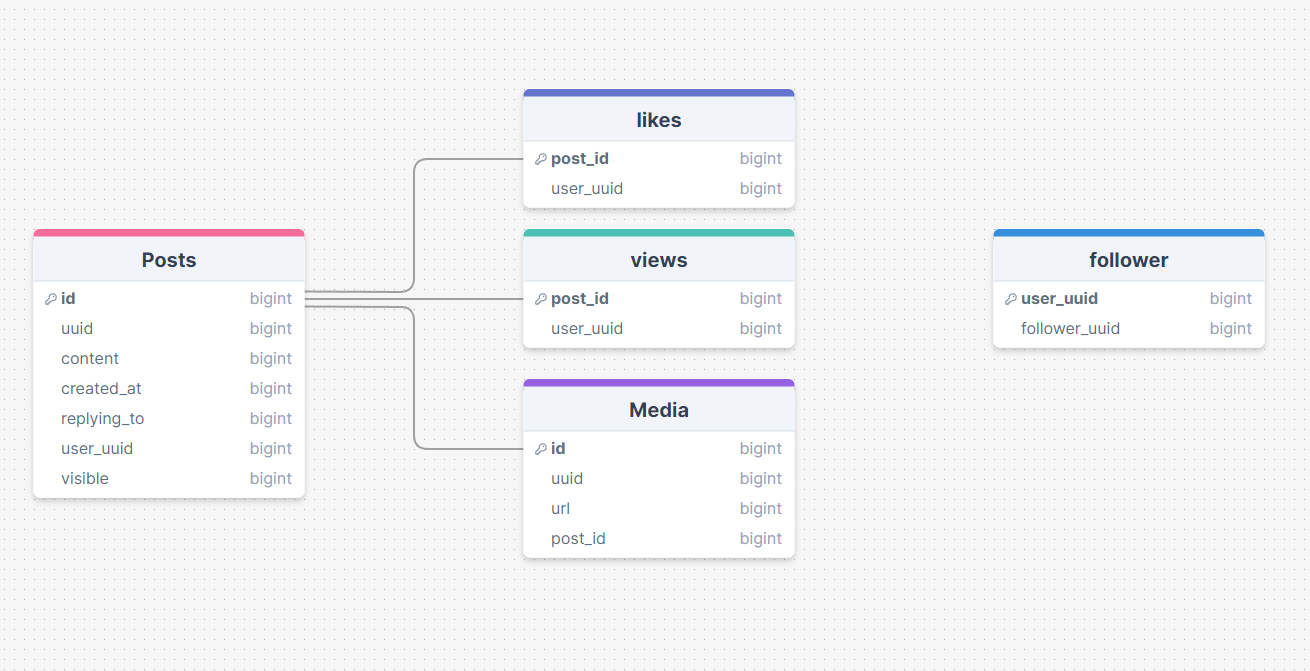 likes
post_id bigint
user_uuid bigint
Posts
id bigint
uuid bigint
content bigint
created_at bigint
replying_to bigint
user_uuid bigint
visible bigint
views
post_id bigint
user_uuid bigint
follower
user_uuid bigint
follower_uuid bigint
Media
id bigint
uuid bigint
url bigint
post_id bigint